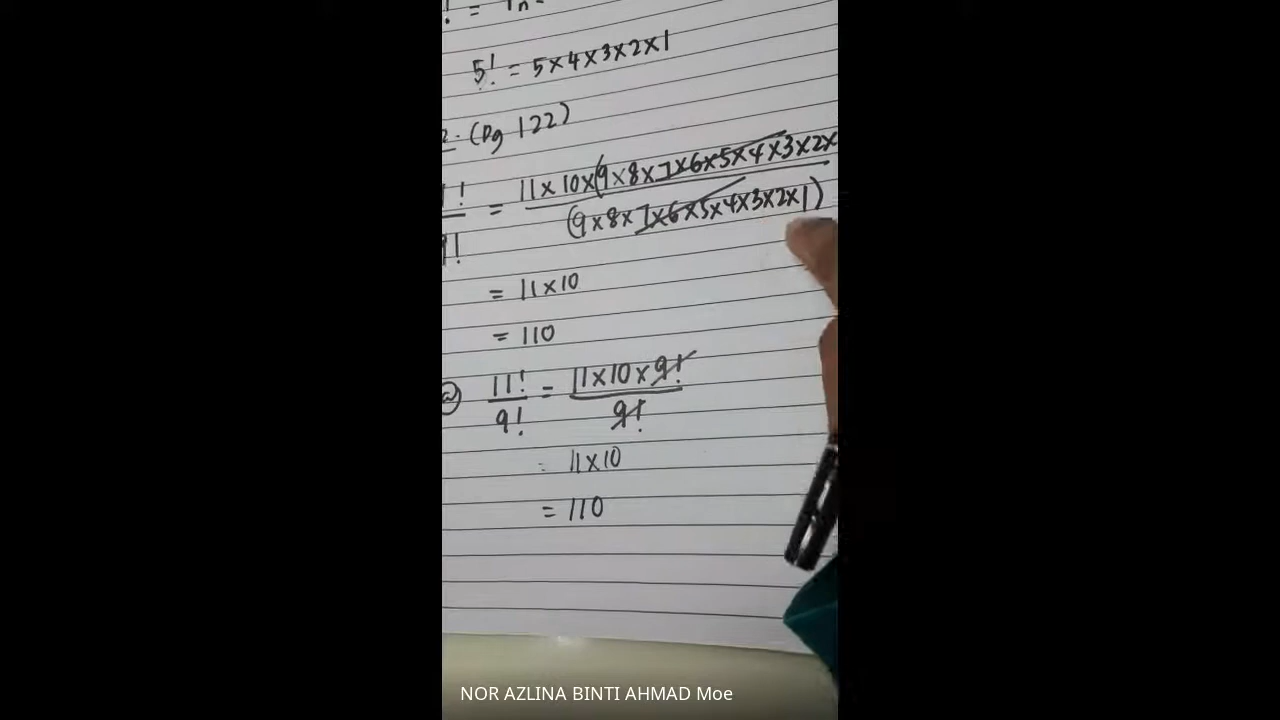 ! =
5! = 5×4×3×2×1
2. (Pg 122)
! = 11×10×(9×8×7×6×5×4×3×2×
! (9×8×7×6×5×4×3×2×1)
= 11×10
= 110
@ 11! = 11×10×9!
9! 9!
= 11×10
= 110
NOR AZLINA BINTI AHMAD Moe